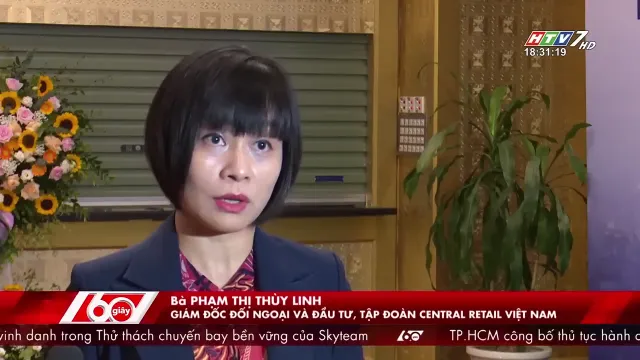 HTV7HD
18:31:19
60 giây
Bà PHẠM THỊ THÙY LINH
GIÁM ĐỐC ĐỐI NGOẠI VÀ ĐẦU TƯ, TẬP ĐOÀN CENTRAL RETAIL VIỆT NAM
vinh danh trong Thử thách chuyến bay bền vững của Skyteam 60 TP.HCM công bố thủ tục hành c